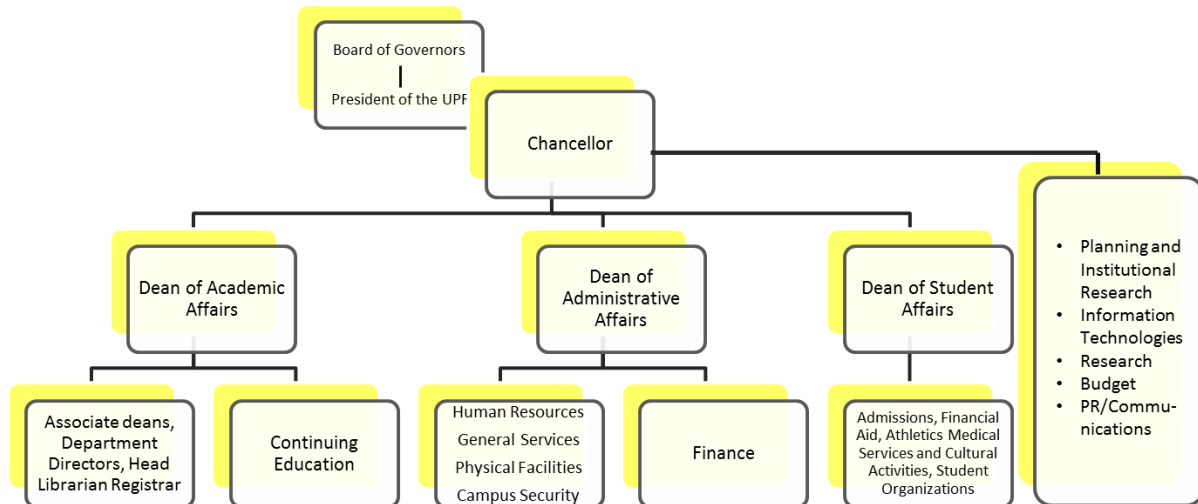 Board of Governors
President of the UPR
Chancellor
Dean of Academic
Affairs
Dean of
Administrative
Affairs
Dean of Student
Affairs
• Planning and
Institutional
Research
• Information
Technologies
• Research
• Budget
• PR/Commu-
nications
Associate deans,
Department
Directors, Head
Librarian Registrar
Continuing
Education
Human Resources
General Services
Physical Facilities
Campus Security
Finance
Admissions, Financial
Aid, Athletics Medical
Services and Cultural
Activities, Student
Organizations